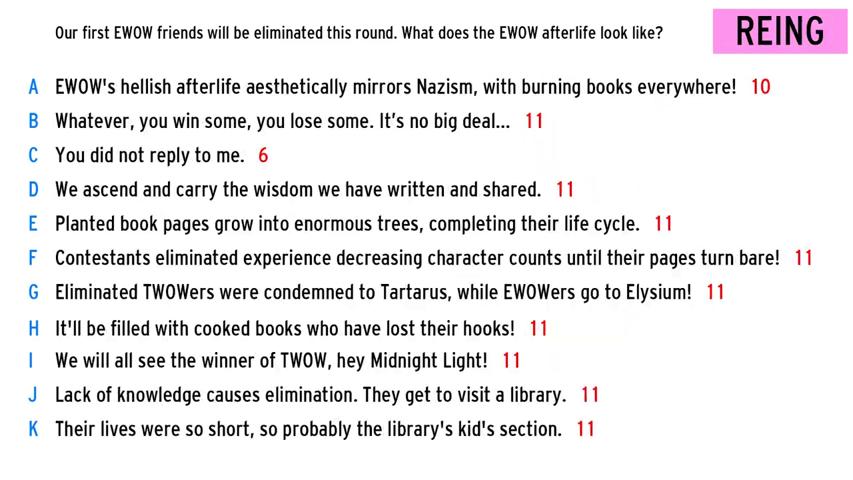 Our first EWOW friends will be eliminated this round. What does the EWOW afterlife look like?
REING
A EWOW's hellish afterlife aesthetically mirrors Nazism, with burning books everywhere! 10
B Whatever, you win some, you lose some. It’s no big deal... 11
C You did not reply to me. 6
D We ascend and carry the wisdom we have written and shared. 11
E Planted book pages grow into enormous trees, completing their life cycle. 11
F Contestants eliminated experience decreasing character counts until their pages turn bare! 11
G Eliminated TWOWers were condemned to Tartarus, while EWOWers go to Elysium! 11
H It'll be filled with cooked books who have lost their hooks! 11
I We will all see the winner of TWOW, hey Midnight Light! 11
J Lack of knowledge causes elimination. They get to visit a library. 11
K Their lives were so short, so probably the library's kid's section. 11